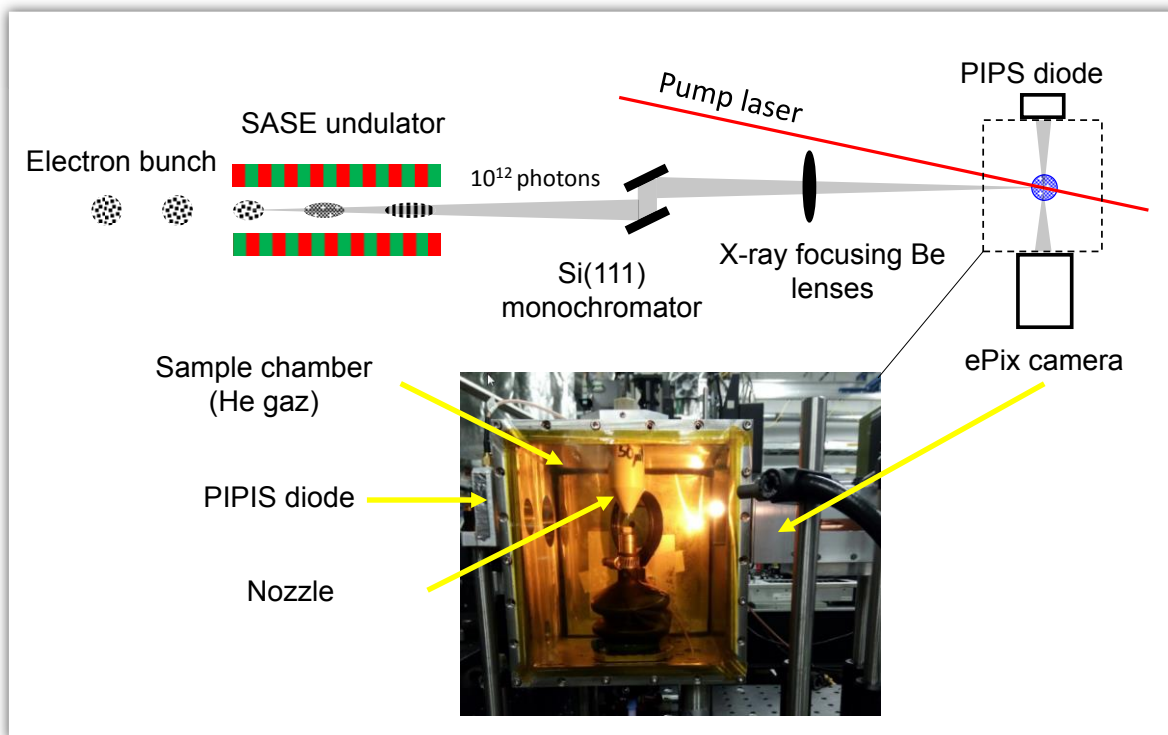 PIPS diode
Pump laser
SASE undulator
Electron bunch
10¹² photons
X-ray focusing Be
lenses
Si(111)
monochromator
ePix camera
Sample chamber
(He gaz)
PIPIS diode
Nozzle